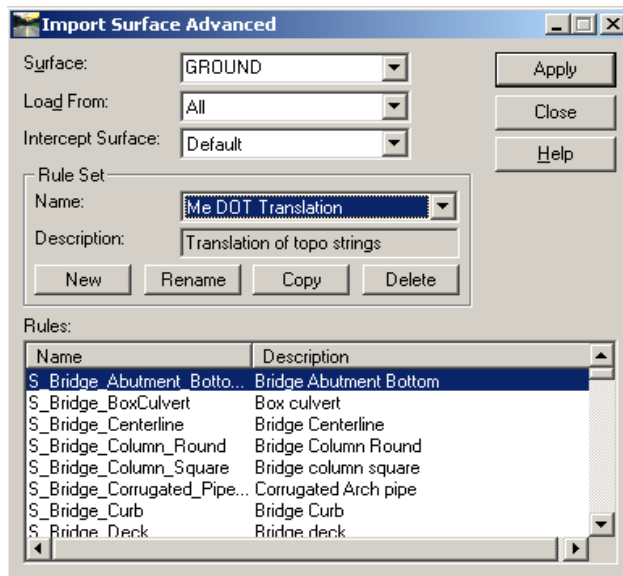 Import Surface Advanced
Surface: GROUND
Apply
Load From: All
Close
Intercept Surface: Default
Help
Rule Set
Name: Me DOT Translation
Description: Translation of topo strings
New Rename Copy Delete
Rules:
Name Description
S_Bridge_Abutment_Botto... Bridge Abutment Bottom
S_Bridge_BoxCulvert Box culvert
S_Bridge_Centerline Bridge Centerline
S_Bridge_Column_Round Bridge Column Round
S_Bridge_Column_Square Bridge column square
S_Bridge_Corrugated_Pipe... Corrugated Arch pipe
S_Bridge_Curb Bridge Curb
S_Bridge_Deck Bridge deck